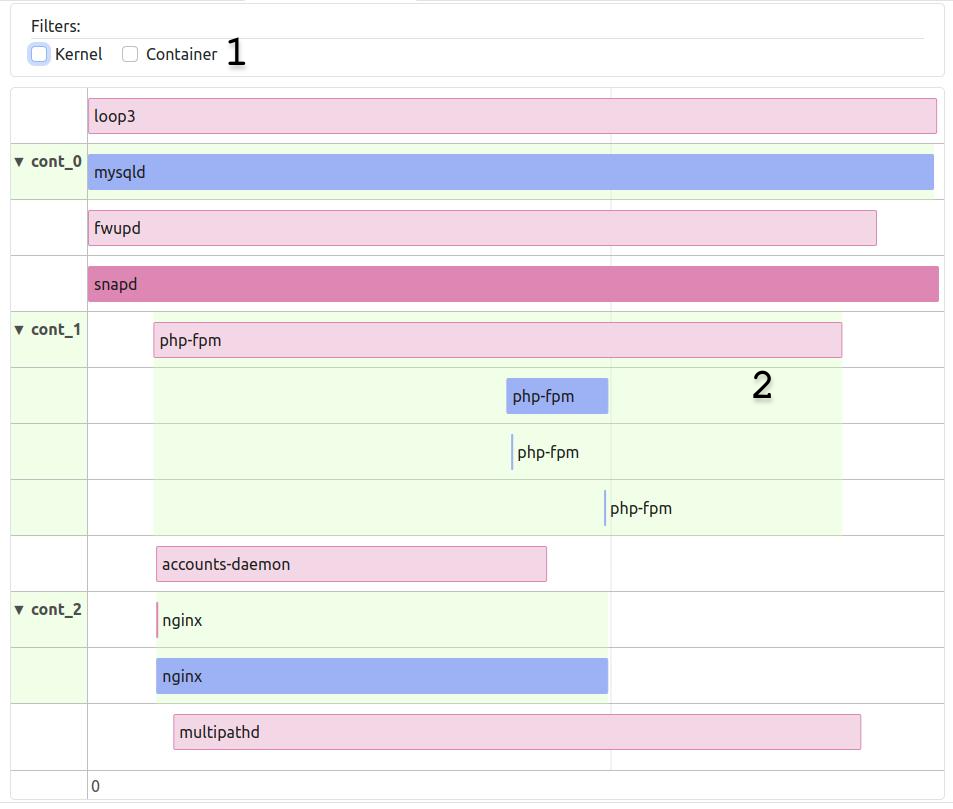 Filters:
Kernel Container 1
loop3
▼ cont_0 mysqld
fwupd
snapd
▼ cont_1 php-fpm
2
php-fpm
php-fpm
php-fpm
accounts-daemon
▼ cont_2 nginx
nginx
multipathd
0